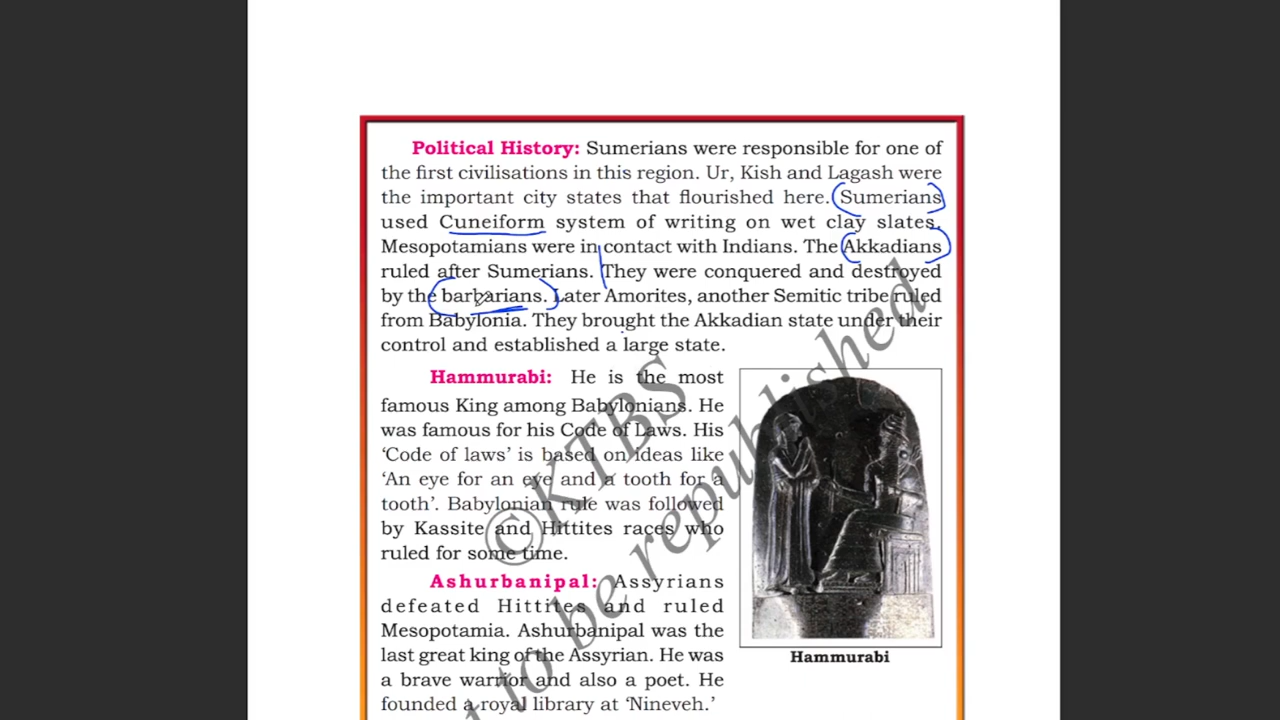 Political History: Sumerians were responsible for one of
the first civilisations in this region. Ur, Kish and Lagash were
the important city states that flourished here. Sumerians
used Cuneiform system of writing on wet clay slates.
Mesopotamians were in contact with Indians. The Akkadians
ruled after Sumerians. They were conquered and destroyed
by the barbarians. Later Amorites, another Semitic tribe ruled
from Babylonia. They brought the Akkadian state under their
control and established a large state.
Hammurabi: He is the most
famous King among Babylonians. He
was famous for his Code of Laws. His
‘Code of laws’ is based on ideas like
‘An eye for an eye and a tooth for a
tooth’. Babylonian rule was followed
by Kassite and Hittites races who
ruled for some time.
Ashurbanipal: Assyrians
defeated Hittites and ruled
Mesopotamia. Ashurbanipal was the
last great king of the Assyrian. He was
a brave warrior and also a poet. He
founded a royal library at ‘Nineveh.’
Hammurabi
©KTBS
to be republished